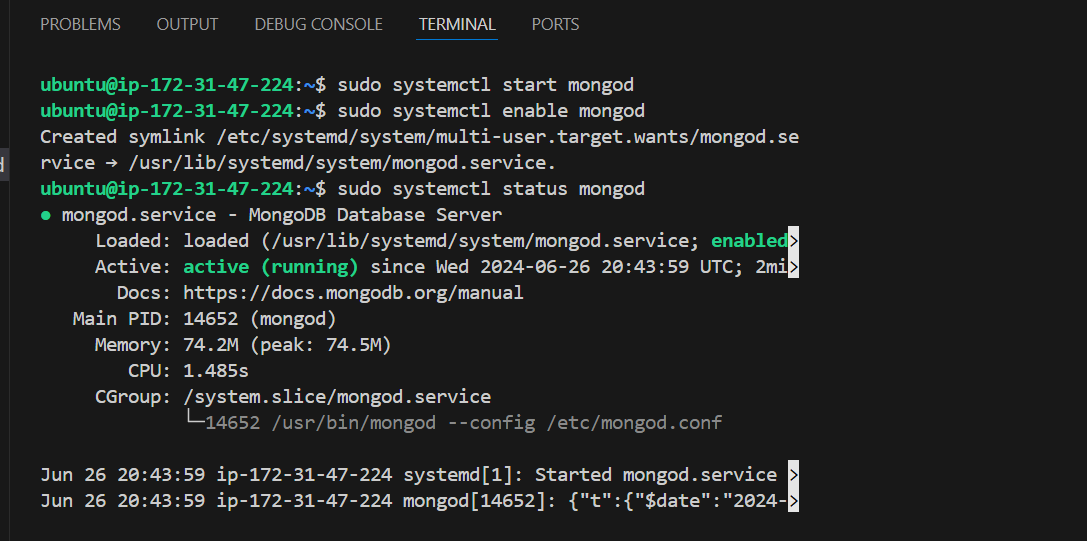 PROBLEMS OUTPUT DEBUG CONSOLE TERMINAL PORTS
ubuntu@ip-172-31-47-224:~$ sudo systemctl start mongod
ubuntu@ip-172-31-47-224:~$ sudo systemctl enable mongod
Created symlink /etc/systemd/system/multi-user.target.wants/mongod.se
rvice → /usr/lib/systemd/system/mongod.service.
ubuntu@ip-172-31-47-224:~$ sudo systemctl status mongod
● mongod.service - MongoDB Database Server
Loaded: loaded (/usr/lib/systemd/system/mongod.service; enabled>
Active: active (running) since Wed 2024-06-26 20:43:59 UTC; 2mi>
Docs: https://docs.mongodb.org/manual
Main PID: 14652 (mongod)
Memory: 74.2M (peak: 74.5M)
CPU: 1.485s
CGroup: /system.slice/mongod.service
└─14652 /usr/bin/mongod --config /etc/mongod.conf
Jun 26 20:43:59 ip-172-31-47-224 systemd[1]: Started mongod.service >
Jun 26 20:43:59 ip-172-31-47-224 mongod[14652]: {"t":{"$date":"2024->